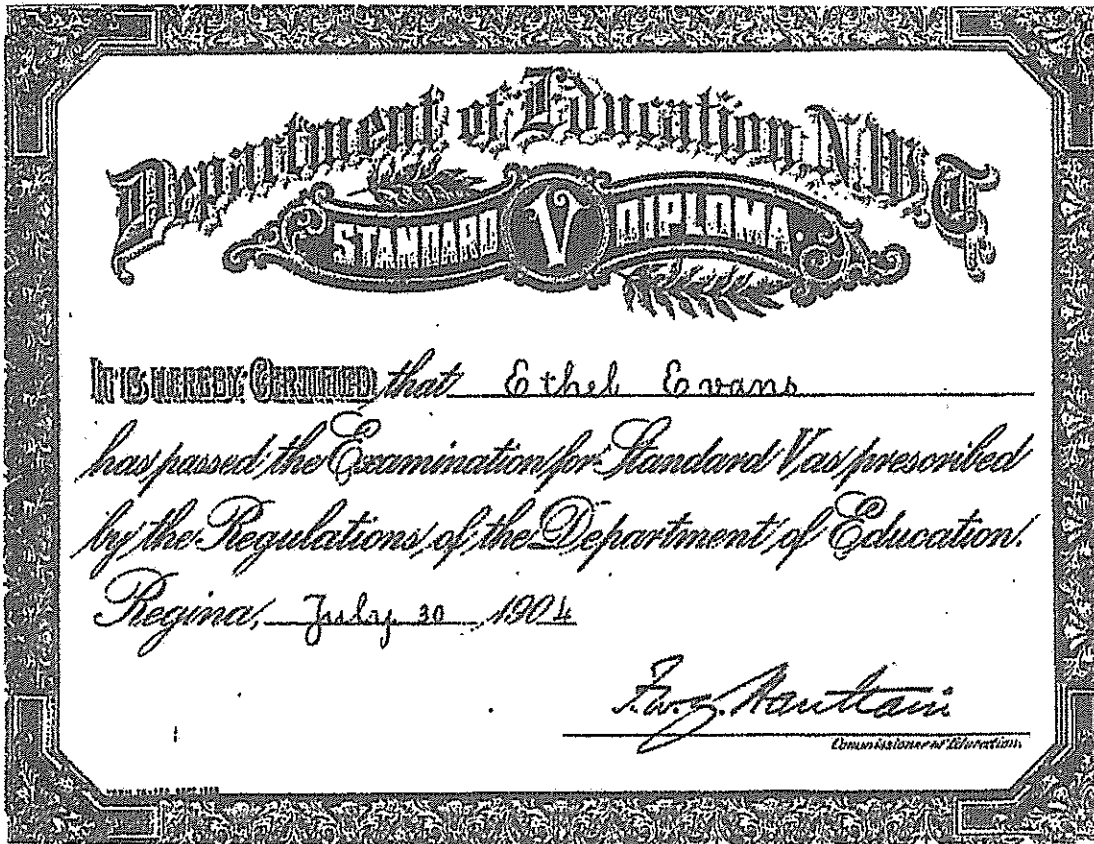 Department of Education, N.W.T.
STANDARD V DIPLOMA.
IT IS HEREBY CERTIFIED that Ethel Evans
has passed the Examination for Standard V as prescribed
by the Regulations of the Department of Education.
Regina, July 30 1904
F.W.G. Haultain
Commissioner of Education.